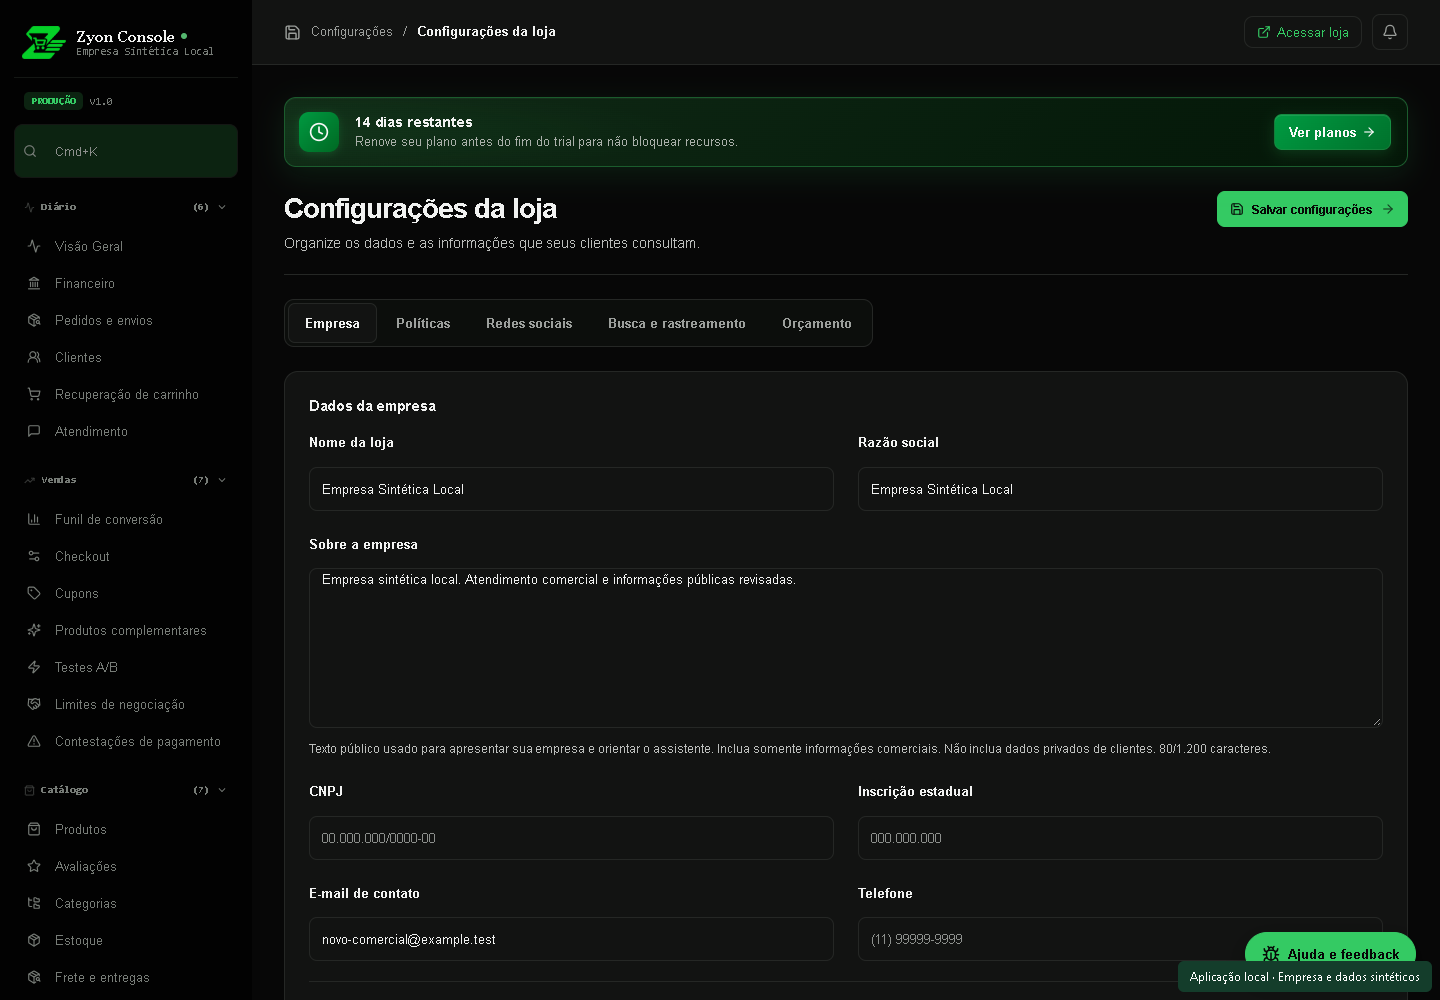 Zyon Console
Empresa Sintética Local
PRODUÇÃO v1.0
Cmd+K
Diário (6)
Visão Geral
Financeiro
Pedidos e envios
Clientes
Recuperação de carrinho
Atendimento
Vendas (7)
Funil de conversão
Checkout
Cupons
Produtos complementares
Testes A/B
Limites de negociação
Contestações de pagamento
Catálogo (7)
Produtos
Avaliações
Categorias
Estoque
Frete e entregas
Configurações / Configurações da loja
Acessar loja
14 dias restantes
Renove seu plano antes do fim do trial para não bloquear recursos.
Ver planos
Configurações da loja
Organize os dados e as informações que seus clientes consultam.
Salvar configurações
Empresa Políticas Redes sociais Busca e rastreamento Orçamento
Dados da empresa
Nome da loja
Empresa Sintética Local
Razão social
Empresa Sintética Local
Sobre a empresa
Empresa sintética local. Atendimento comercial e informações públicas revisadas.
Texto público usado para apresentar sua empresa e orientar o assistente. Inclua somente informações comerciais. Não inclua dados privados de clientes. 80/1.200 caracteres.
CNPJ
00.000.000/0000-00
Inscrição estadual
000.000.000
E-mail de contato
novo-comercial@example.test
Telefone
(11) 99999-9999
Ajuda e feedback
Aplicação local · Empresa e dados sintéticos